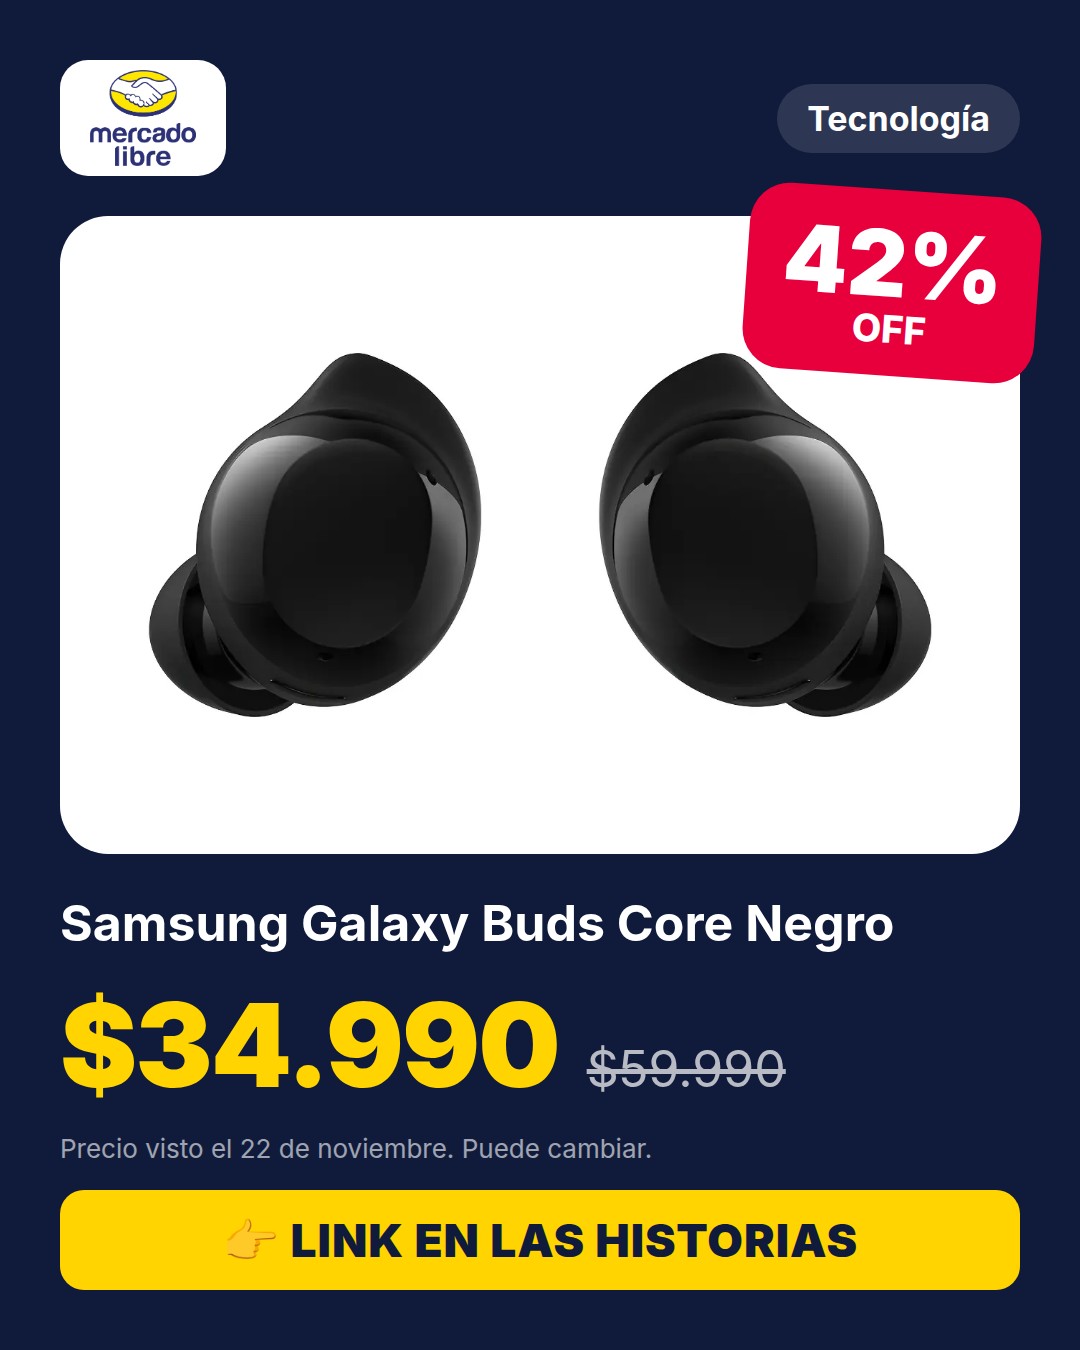 mercado
libre
Tecnología
42%
OFF
Samsung Galaxy Buds Core Negro
$34.990 $59.990
Precio visto el 22 de noviembre. Puede cambiar.
👉 LINK EN LAS HISTORIAS